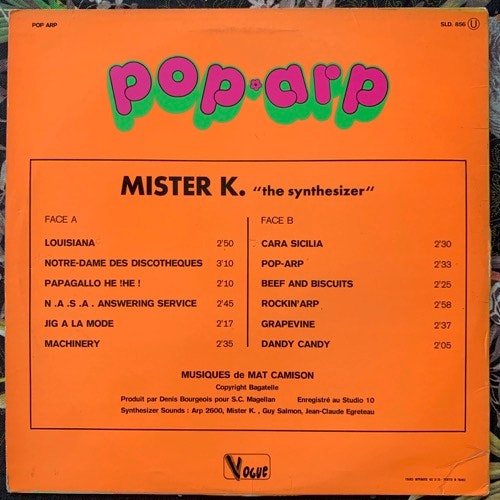 POP ARP
SLD. 856 U
pop arp
MISTER K. "the synthesizer"
FACE A
LOUISIANA 2'50
NOTRE-DAME DES DISCOTHEQUES 3'10
PAPAGALLO HE !HE ! 2'10
N .A .S .A . ANSWERING SERVICE 2'45
JIG A LA MODE 2'17
MACHINERY 2'35
FACE B
CARA SICILIA 2'30
POP-ARP 2'33
BEEF AND BISCUITS 2'25
ROCKIN'ARP 2'58
GRAPEVINE 2'37
DANDY CANDY 2'05
MUSIQUES de MAT CAMISON
Copyright Bagatelle
Produit par Denis Bourgeois pour S.C. Magellan Enregistré au Studio 10
Synthesizer Sounds : Arp 2600, Mister K. , Guy Salmon, Jean-Claude Egreteau
VOGUE